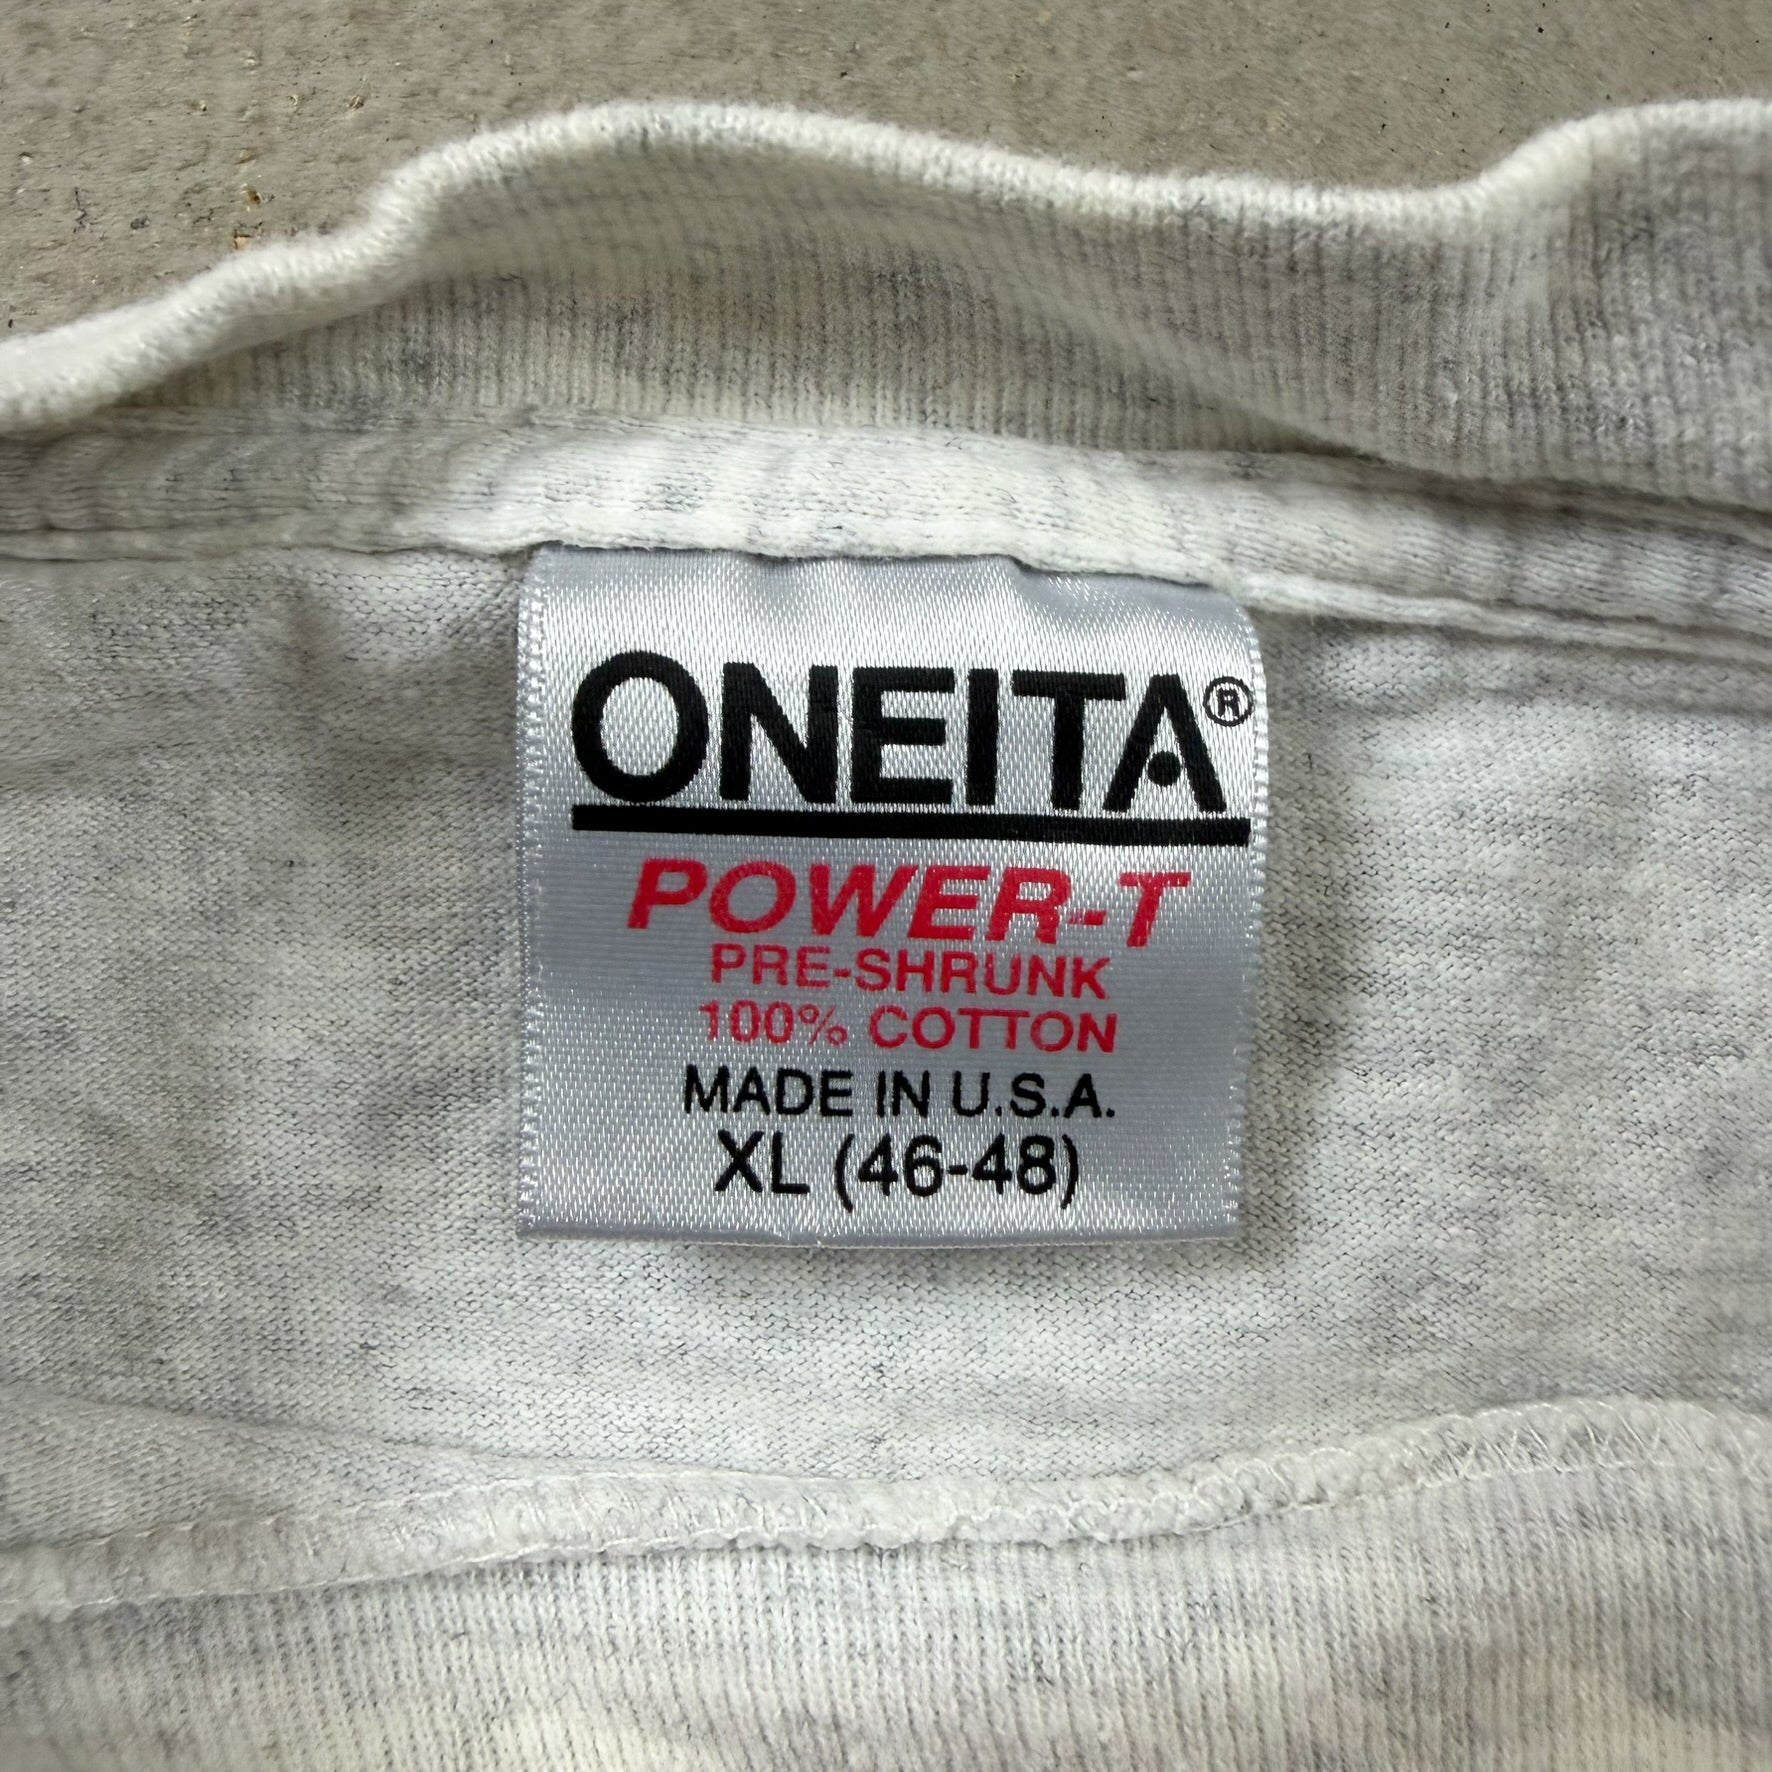 ONEITA®
POWER-T
PRE-SHRUNK
100% COTTON
MADE IN U.S.A.
XL (46-48)